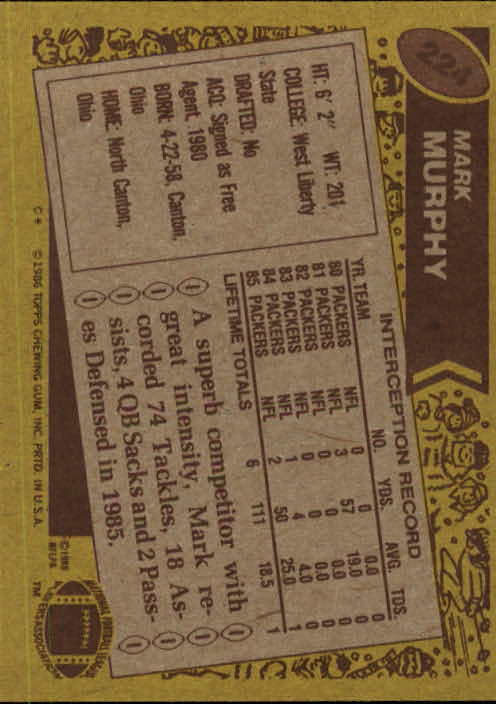 224
MARK
MURPHY
HT: 6' 2" WT: 201
COLLEGE: West Liberty
State
DRAFTED: No
ACQ: Signed as Free
Agent, 1980
BORN: 4-22-58, Canton,
Ohio
HOME: North Canton,
Ohio
INTERCEPTION RECORD
YR. TEAM NO. YDS. AVG. TDS.
80 PACKERS NFL 0 0 0.0 0
81 PACKERS NFL 3 57 19.0 0
82 PACKERS NFL 0 0 0.0 0
83 PACKERS NFL 0 0 0.0 0
84 PACKERS NFL 1 4 4.0 0
85 PACKERS NFL 2 50 25.0 1
LIFETIME TOTALS 6 111 18.5 1
A superb competitor with
great intensity, Mark re-
corded 74 Tackles, 18 As-
sists, 4 QB Sacks and 2 Pass-
es Defensed in 1985.
C* © 1986 TOPPS CHEWING GUM, INC. PRTD. IN U.S.A.
NFLPA
TM